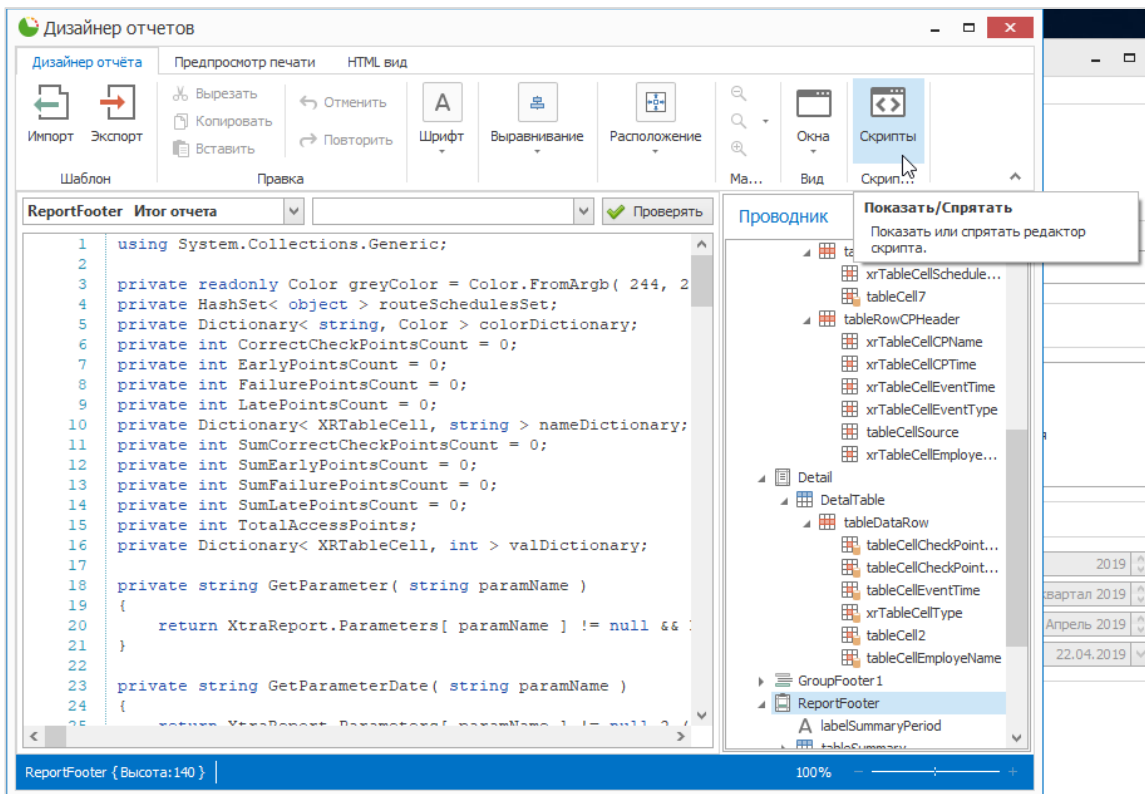 Дизайнер отчетов
Дизайнер отчёта Предпросмотр печати HTML вид
Импорт Экспорт
Шаблон
Вырезать
Копировать
Вставить
Отменить
Повторить
Правка
Шрифт
Выравнивание
Расположение
Ма...
Окна
Вид
Скрипты
Скрип...
Показать/Спрятать
Показать или спрятать редактор
скрипта.
ReportFooter Итог отчета
Проверять
1 using System.Collections.Generic;
2
3 private readonly Color greyColor = Color.FromArgb( 244, 2
4 private HashSet< object > routeSchedulesSet;
5 private Dictionary< string, Color > colorDictionary;
6 private int CorrectCheckPointsCount = 0;
7 private int EarlyPointsCount = 0;
8 private int FailurePointsCount = 0;
9 private int LatePointsCount = 0;
10 private Dictionary< XRTableCell, string > nameDictionary;
11 private int SumCorrectCheckPointsCount = 0;
12 private int SumEarlyPointsCount = 0;
13 private int SumFailurePointsCount = 0;
14 private int SumLatePointsCount = 0;
15 private int TotalAccessPoints;
16 private Dictionary< XRTableCell, int > valDictionary;
17
18 private string GetParameter( string paramName )
19 {
20 return XtraReport.Parameters[ paramName ] != null &&
21 }
22
23 private string GetParameterDate( string paramName )
24 {
25 return XtraReport.Parameters[ paramName ] != null ? (
Проводник
ta
xrTableCellSchedule...
tableCell7
tableRowCPHeader
xrTableCellCPName
xrTableCellCPTime
xrTableCellEventTime
xrTableCellEventType
tableCellSource
xrTableCellEmploye...
Detail
DetalTable
tableDataRow
tableCellCheckPoint...
tableCellCheckPoint...
tableCellEventTime
xrTableCellType
tableCell2
tableCellEmployeName
GroupFooter1
ReportFooter
labelSummaryPeriod
tableSummary
2019
квартал 2019
Апрель 2019
22.04.2019
ReportFooter { Высота:140 }
100%